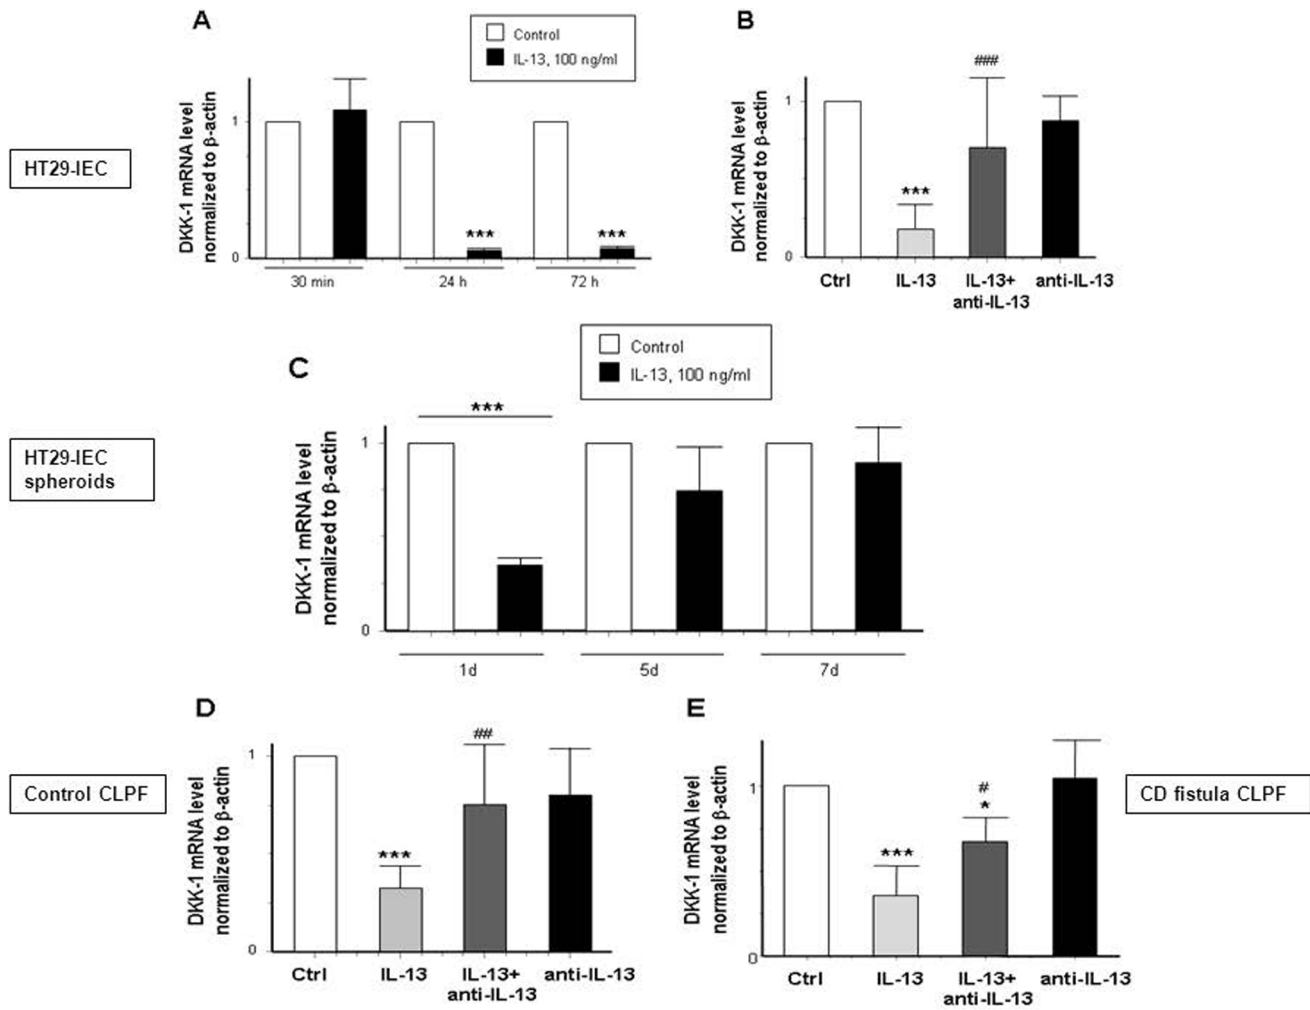 A
Control
IL-13, 100 ng/ml
HT29-IEC
DKK-1 mRNA level
normalized to β-actin
1
0
***
***
30 min
24 h
72 h
B
DKK-1 mRNA level
normalized to β-actin
1
0
***
###
Ctrl
IL-13
IL-13+
anti-IL-13
anti-IL-13
C
Control
IL-13, 100 ng/ml
HT29-IEC
spheroids
DKK-1 mRNA level
normalized to β-actin
1
0
***
1d
5d
7d
D
Control CLPF
DKK-1 mRNA level
normalized to β-actin
1
0
***
##
Ctrl
IL-13
IL-13+
anti-IL-13
anti-IL-13
E
CD fistula CLPF
DKK-1 mRNA level
normalized to β-actin
1
0
***
#
*
Ctrl
IL-13
IL-13+
anti-IL-13
anti-IL-13